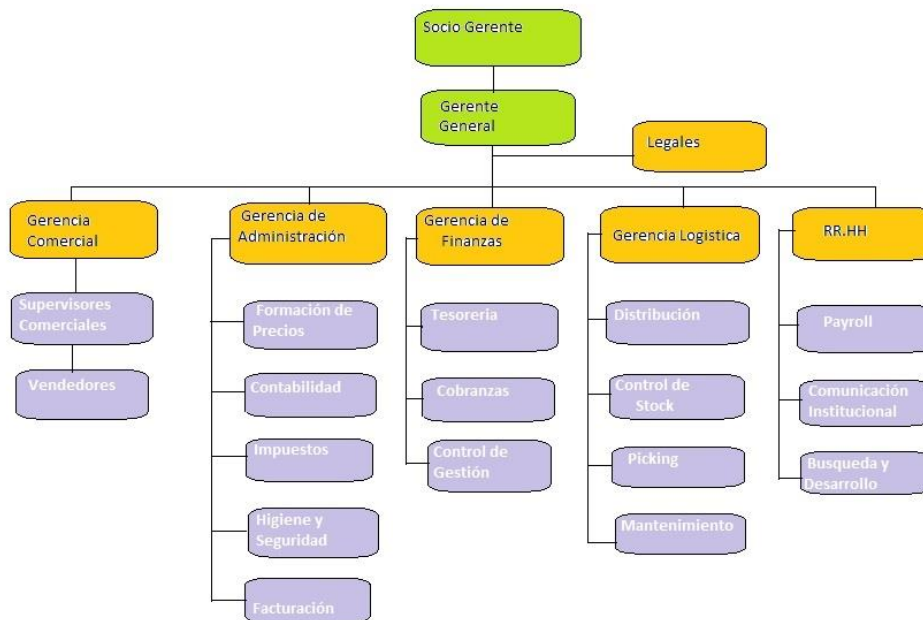 Socio Gerente
Gerente
General
Legales
Gerencia
Comercial
Gerencia de
Administración
Gerencia de
Finanzas
Gerencia Logistica
RR.HH
Supervisores
Comerciales
Vendedores
Formación de
Precios
Contabilidad
Impuestos
Higiene y
Seguridad
Facturación
Tesoreria
Cobranzas
Control de
Gestión
Distribución
Control de
Stock
Picking
Mantenimiento
Payroll
Comunicación
Institucional
Busqueda y
Desarrollo